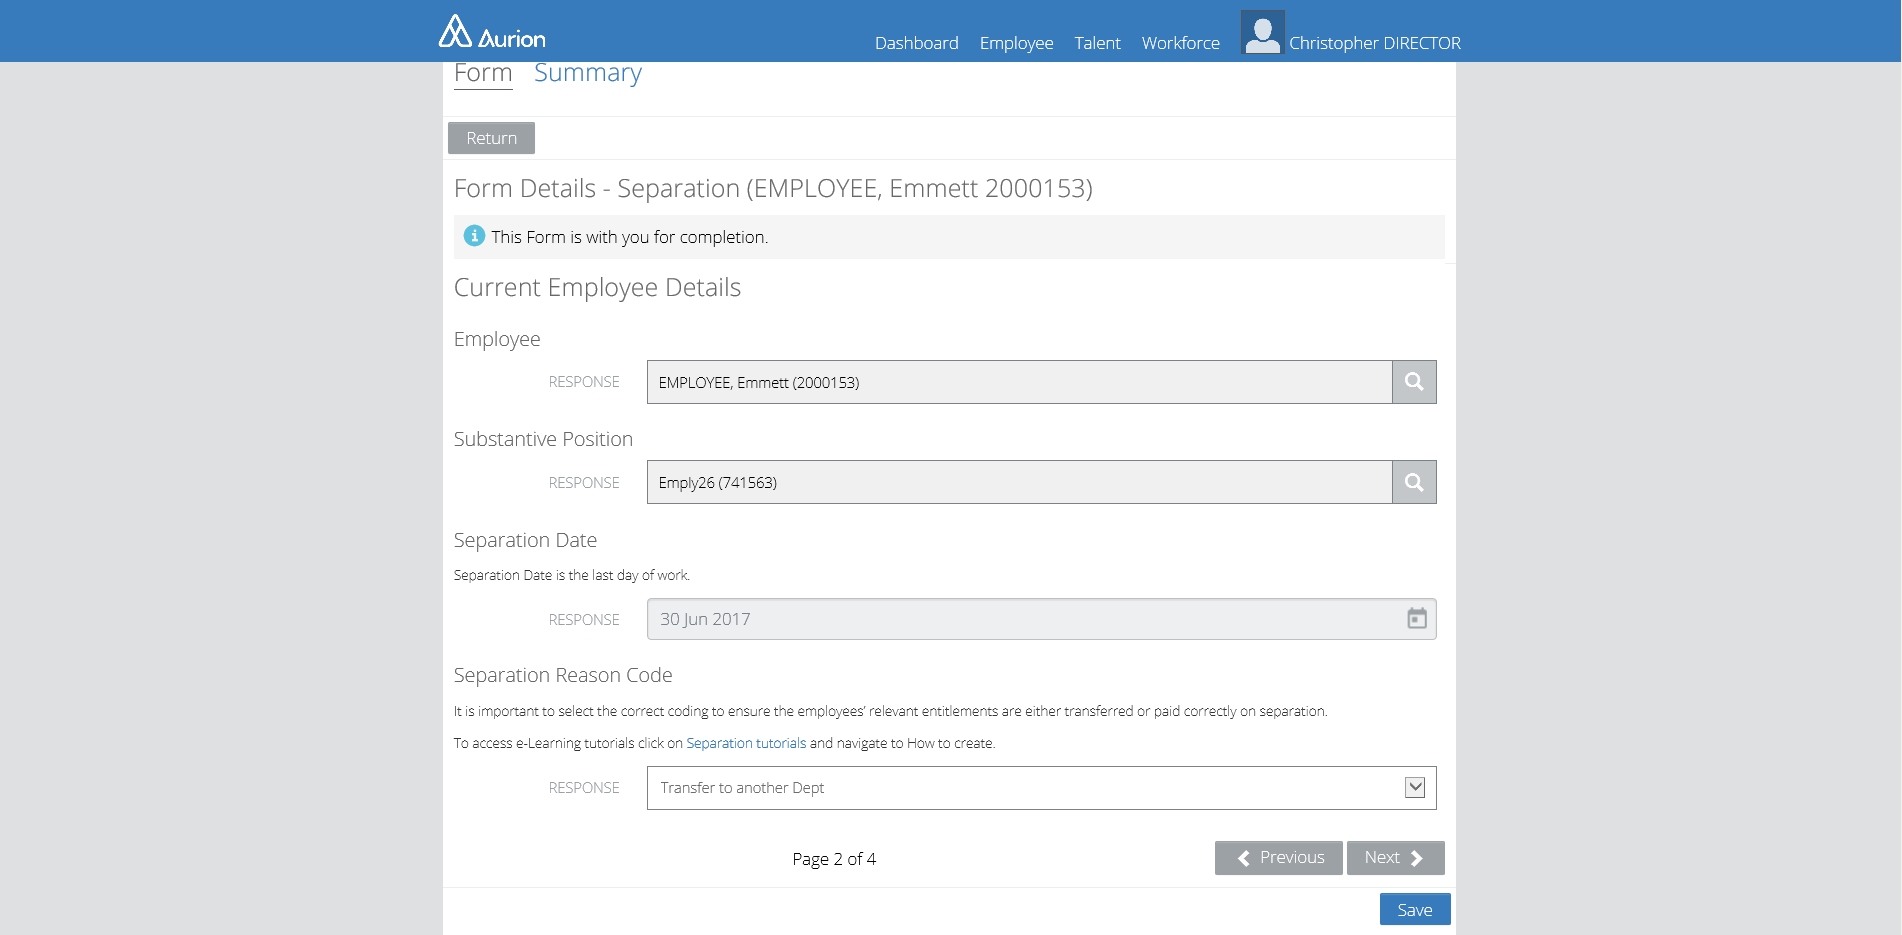 Aurion
Dashboard Employee Talent Workforce Christopher DIRECTOR
Form Summary
Return
Form Details - Separation (EMPLOYEE, Emmett 2000153)
This Form is with you for completion.
Current Employee Details
Employee
RESPONSE EMPLOYEE, Emmett (2000153)
Substantive Position
RESPONSE Emply26 (741563)
Separation Date
Separation Date is the last day of work.
RESPONSE 30 Jun 2017
Separation Reason Code
It is important to select the correct coding to ensure the employees’ relevant entitlements are either transferred or paid correctly on separation.
To access e-Learning tutorials click on Separation tutorials and navigate to How to create.
RESPONSE Transfer to another Dept
Page 2 of 4 Previous Next
Save